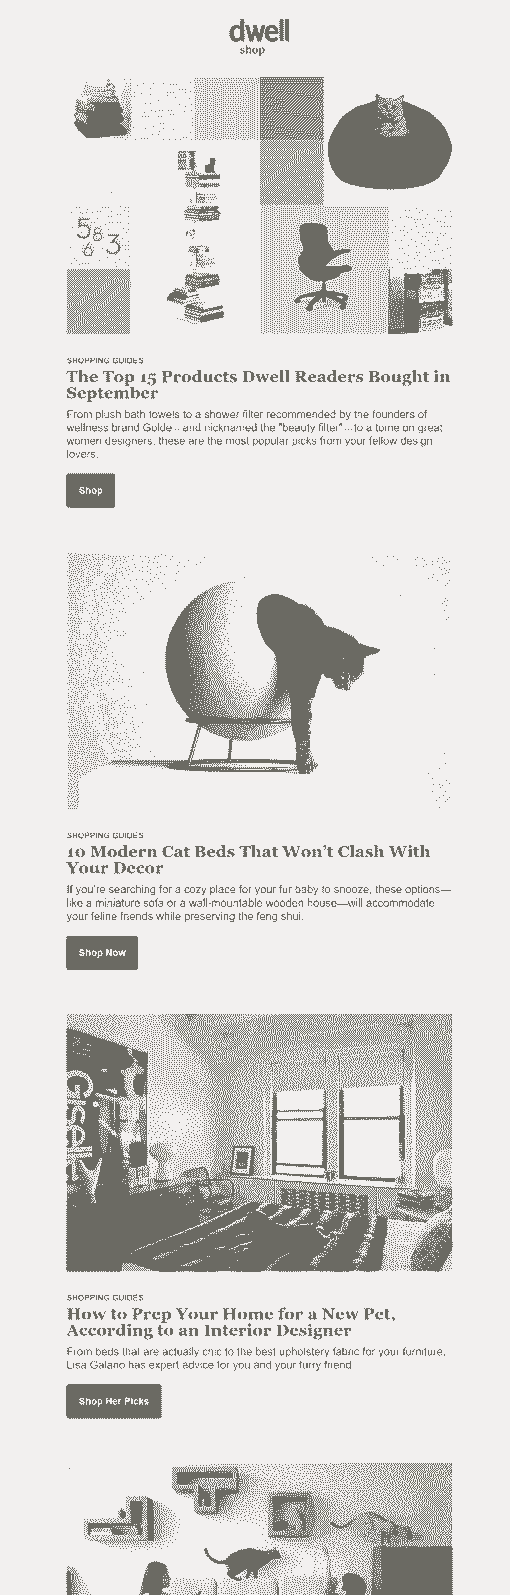 dwell
shop
5 8
6 3
SHOPPING GUIDES
The Top 15 Products Dwell Readers Bought in
September
From plush bath towels to a shower filter recommended by the founders of
wellness brand Golde—and nicknamed the "beauty filter"—to a tome on great
women designers, these are the most popular picks from your fellow design
lovers.
Shop
SHOPPING GUIDES
10 Modern Cat Beds That Won't Clash With
Your Decor
If you're searching for a cozy place for your fur baby to snooze, these options—
like a miniature sofa or a wall-mountable wooden house—will accommodate
your feline friends while preserving the feng shui.
Shop Now
Gisell
SHOPPING GUIDES
How to Prep Your Home for a New Pet,
According to an Interior Designer
From beds that are actually chic to the best upholstery fabric for your furniture,
Lisa Galano has expert advice for you and your furry friend.
Shop Her Picks